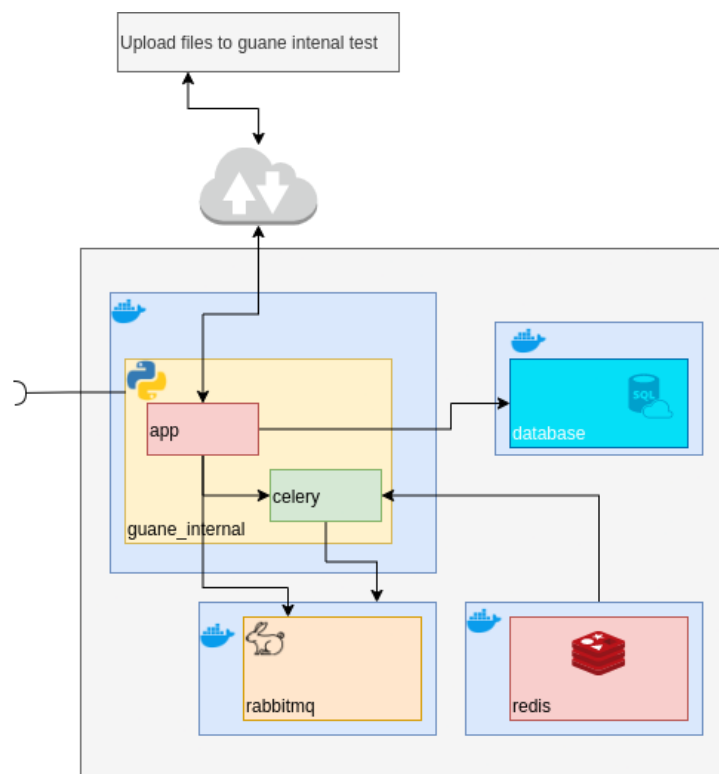 Upload files to guane intenal test
app
SQL
database
celery
guane_internal
rabbitmq
redis